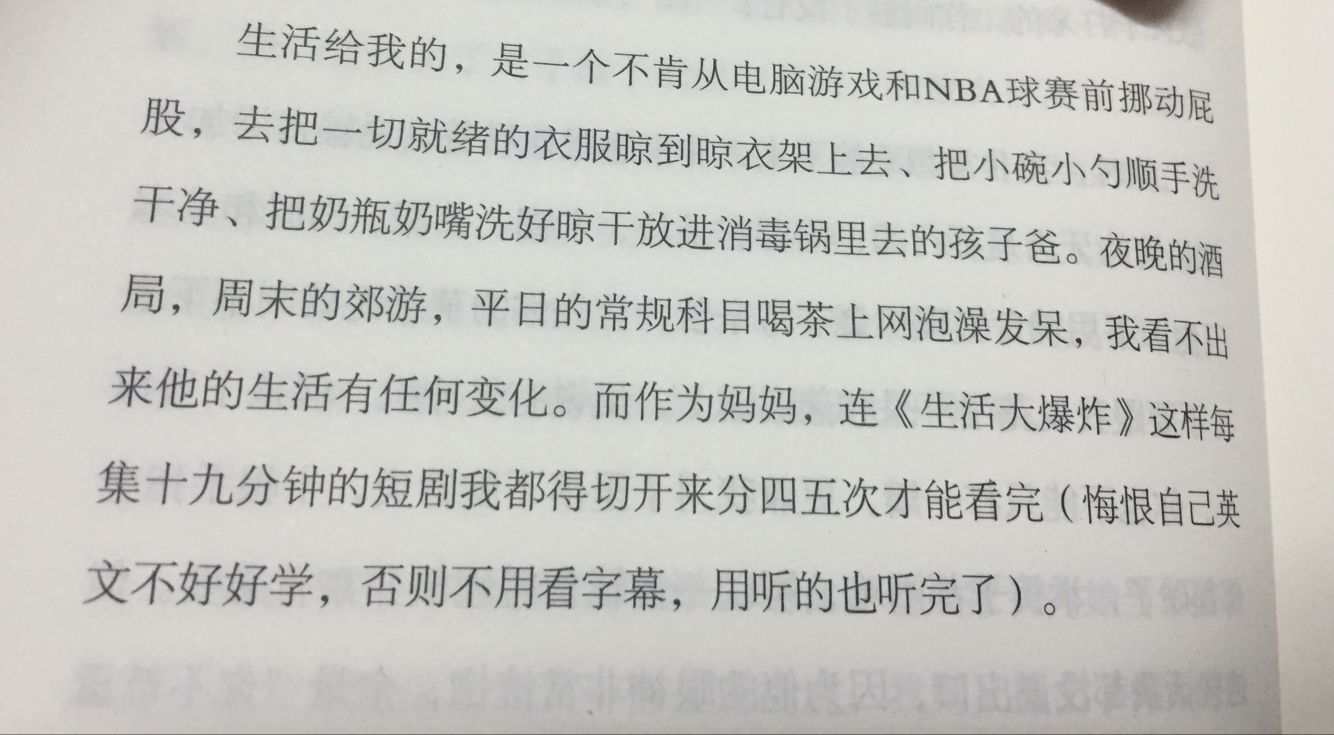 生活给我的，是一个不肯从电脑游戏和NBA球赛前挪动屁
股，去把一切就绪的衣服晾到晾衣架上去、把小碗小勺顺手洗
干净、把奶瓶奶嘴洗好晾干放进消毒锅里去的孩子爸。夜晚的酒
局，周末的郊游，平日的常规科目喝茶上网泡澡发呆，我看不出
来他的生活有任何变化。而作为妈妈，连《生活大爆炸》这样每
集十九分钟的短剧我都得切开来分四五次才能看完（悔恨自己英
文不好好学，否则不用看字幕，用听的也听完了）。